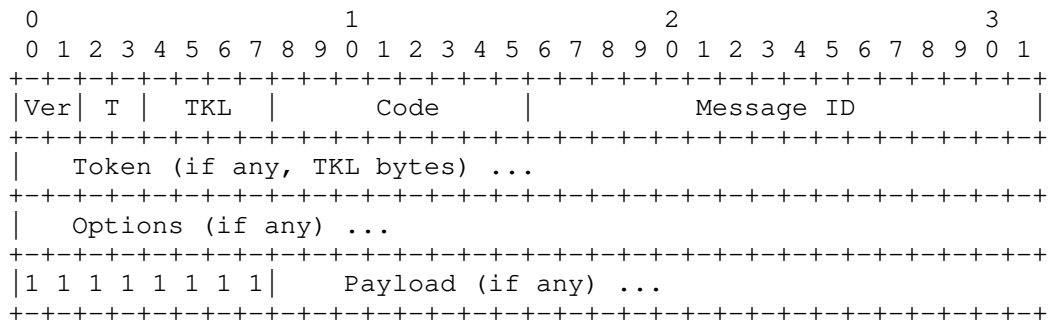 0                   1                   2                   3
 0 1 2 3 4 5 6 7 8 9 0 1 2 3 4 5 6 7 8 9 0 1 2 3 4 5 6 7 8 9 0 1
+-+-+-+-+-+-+-+-+-+-+-+-+-+-+-+-+-+-+-+-+-+-+-+-+-+-+-+-+-+-+-+-+
|Ver| T |  TKL  |      Code     |          Message ID           |
+-+-+-+-+-+-+-+-+-+-+-+-+-+-+-+-+-+-+-+-+-+-+-+-+-+-+-+-+-+-+-+-+
|   Token (if any, TKL bytes) ...
+-+-+-+-+-+-+-+-+-+-+-+-+-+-+-+-+-+-+-+-+-+-+-+-+-+-+-+-+-+-+-+-+
|   Options (if any) ...
+-+-+-+-+-+-+-+-+-+-+-+-+-+-+-+-+-+-+-+-+-+-+-+-+-+-+-+-+-+-+-+-+
|1 1 1 1 1 1 1 1|    Payload (if any) ...
+-+-+-+-+-+-+-+-+-+-+-+-+-+-+-+-+-+-+-+-+-+-+-+-+-+-+-+-+-+-+-+-+